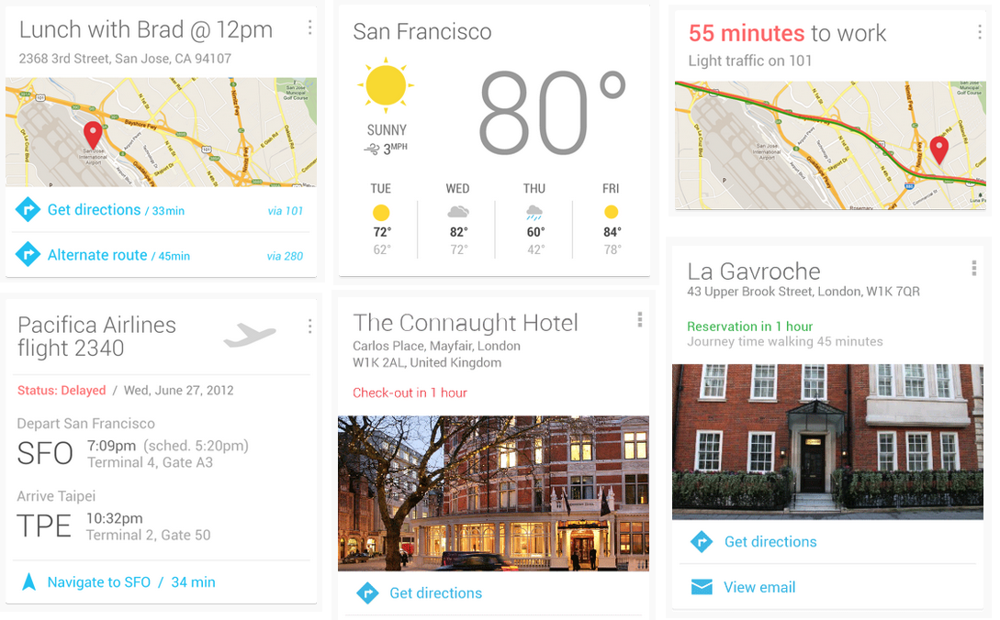 Lunch with Brad @ 12pm
2368 3rd Street, San Jose, CA 94107
San José International Airport
Bayshore Fwy
Get directions / 33min via 101
Alternate route / 45min via 280
San Francisco
80°
SUNNY
3MPH
TUE WED THU FRI
72° 82° 60° 84°
62° 72° 42° 78°
55 minutes to work
Light traffic on 101
Pacifica Airlines
flight 2340
Status: Delayed / Wed, June 27, 2012
Depart San Francisco
SFO 7:09pm (sched. 5:20pm)
Terminal 4, Gate A3
Arrive Taipei
TPE 10:32pm
Terminal 2, Gate 50
Navigate to SFO / 34 min
The Connaught Hotel
Carlos Place, Mayfair, London
W1K 2AL, United Kingdom
Check-out in 1 hour
Get directions
La Gavroche
43 Upper Brook Street, London, W1K 7QR
Reservation in 1 hour
Journey time walking 45 minutes
Get directions
View email